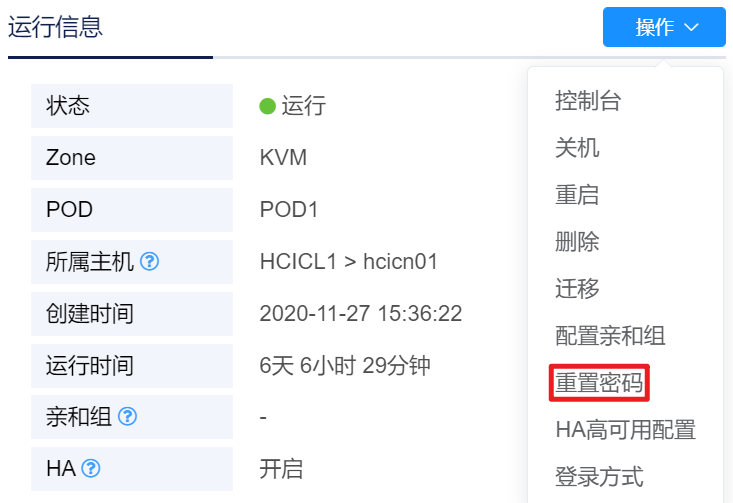 运行信息
操作
状态
运行
Zone
KVM
POD
POD1
所属主机
HCICL1 > hcicn01
创建时间
2020-11-27 15:36:22
运行时间
6天 6小时 29分钟
亲和组
-
HA
开启
控制台
关机
重启
删除
迁移
配置亲和组
重置密码
HA高可用配置
登录方式